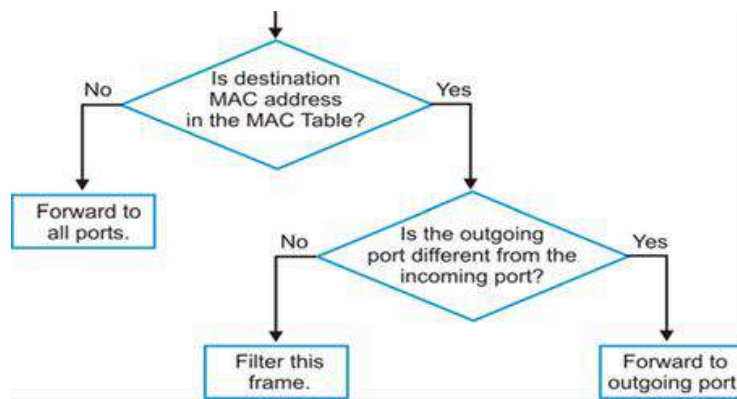 Is destination
MAC address
in the MAC Table?
No
Yes
Forward to
all ports.
Is the outgoing
port different from the
incoming port?
No
Yes
Filter this
frame.
Forward to
outgoing port